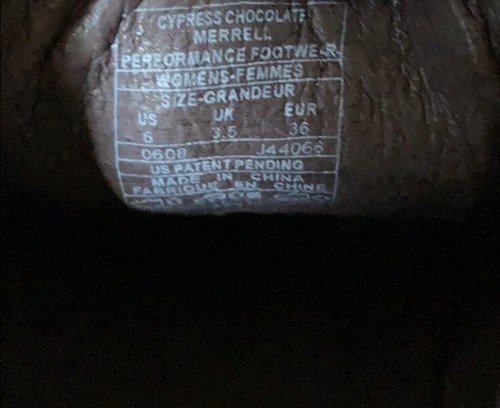 CYPRESS CHOCOLATE
MERRELL
PERFORMANCE FOOTWEAR
WOMENS-FEMMES
SIZE-GRANDEUR
US UK EUR
6 3.5 36
0608 J44066
US PATENT PENDING
MADE IN CHINA
FABRIQUE EN CHINE